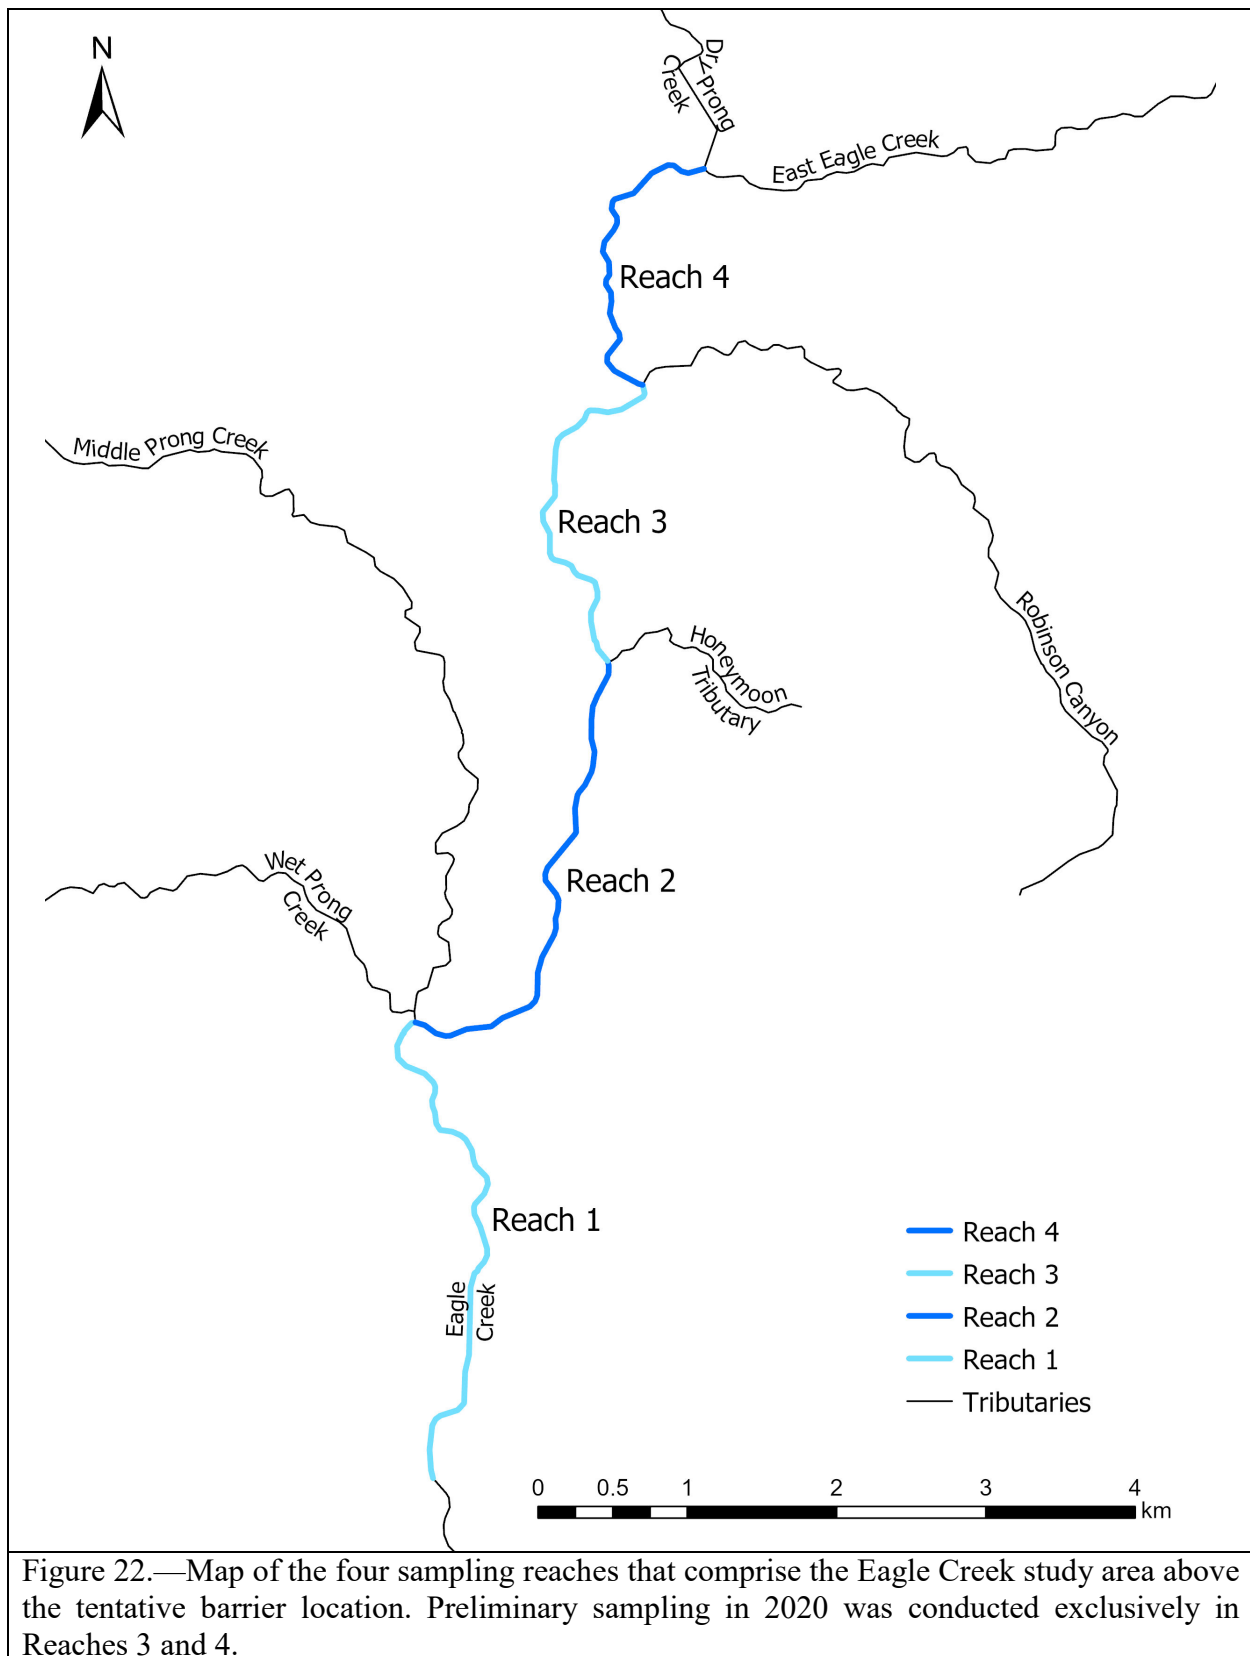 N
Dry Prong
Creek
East Eagle Creek
Reach 4
Middle Prong Creek
Reach 3
Robinson Canyon
Honeymoon
Tributary
Wet Prong
Creek
Reach 2
Reach 1
Eagle
Creek
Reach 4
Reach 3
Reach 2
Reach 1
Tributaries
0 0.5 1 2 3 4
km
Figure 22.—Map of the four sampling reaches that comprise the Eagle Creek study area above
the tentative barrier location. Preliminary sampling in 2020 was conducted exclusively in
Reaches 3 and 4.